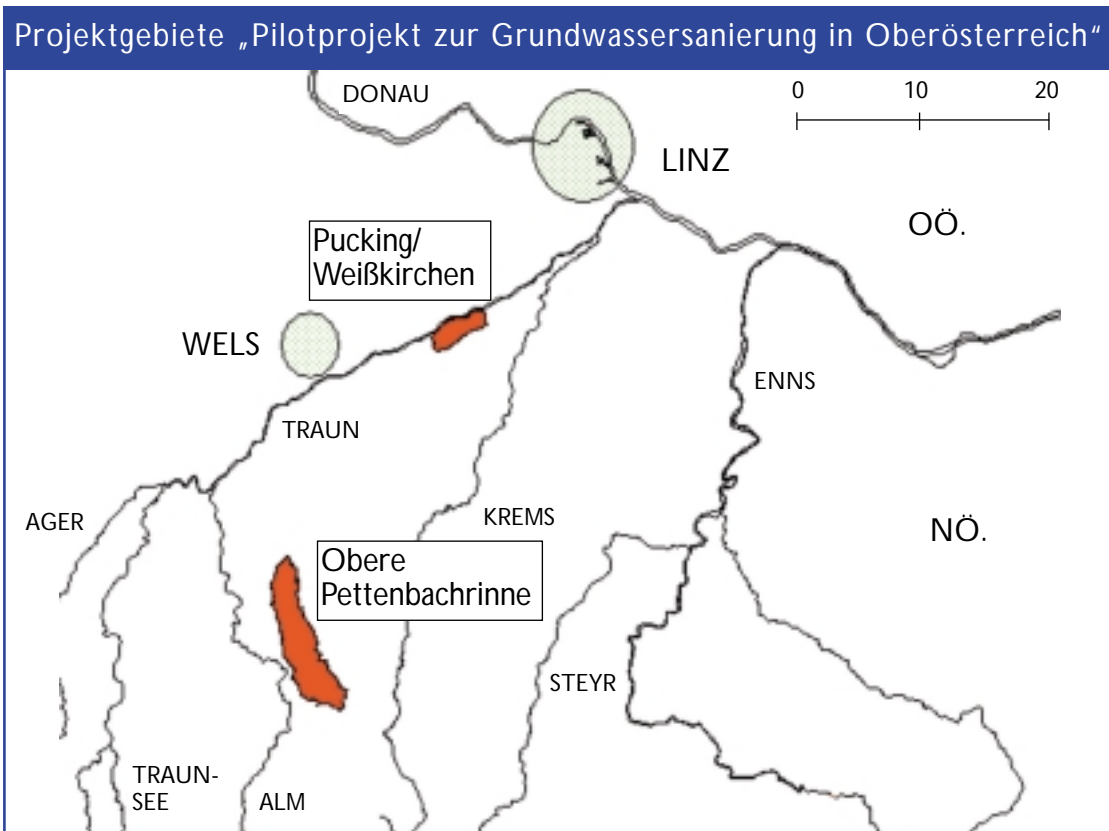 Projektgebiete „Pilotprojekt zur Grundwassersanierung in Oberösterreich“
DONAU
0 10 20
LINZ
OÖ.
Pucking/
Weißkirchen
WELS
ENNS
TRAUN
AGER
KREMS
NÖ.
Obere
Pettenbachrinne
STEYR
TRAUN-
SEE
ALM